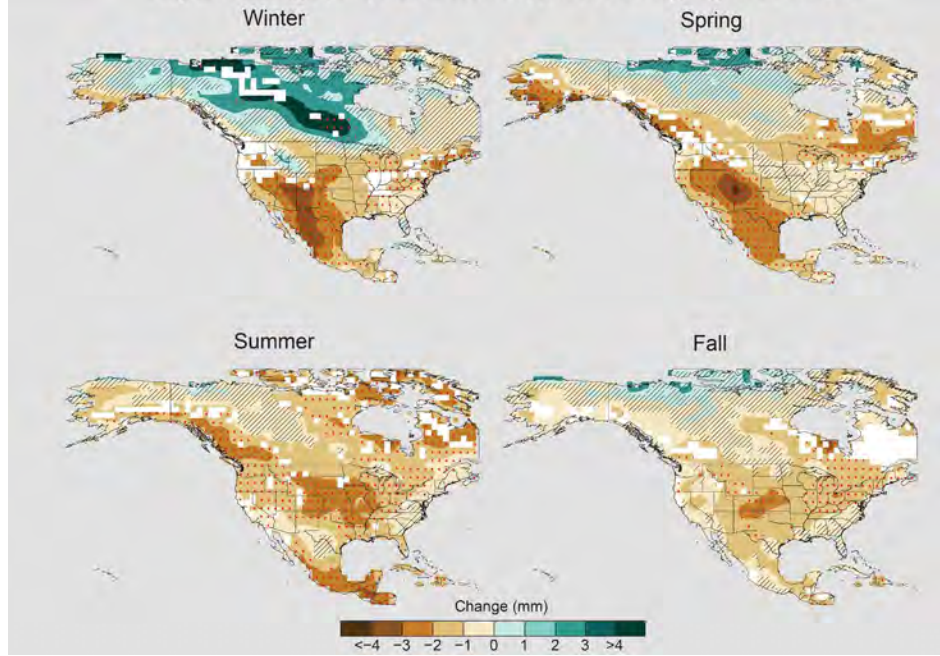 Winter
Spring
Summer
Fall
Change (mm)
<−4 −3 −2 −1 0 1 2 3 >4